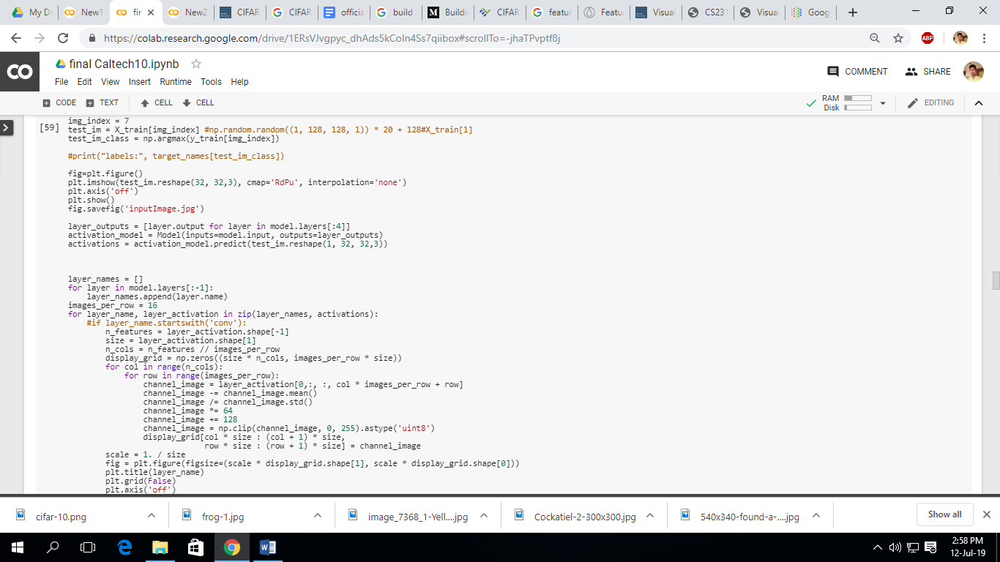 My D
New1
fir
New2
CIFAR
CIFAR
officia
build
Buildi
CIFAR
featur
Featu
Visual
CS231
Visua
Goog
https://colab.research.google.com/drive/1ERsVJvgpyc_dhAds5kCoIn4Ss7qiibox#scrollTo=-jhaTPvptf8j
ABP
CO
final Caltech10.ipynb
COMMENT
SHARE
File Edit View Insert Runtime Tools Help
CODE TEXT CELL CELL
RAM
Disk
EDITING
img_index = 7
[59] test_im = X_train[img_index] #np.random.random((1, 128, 128, 1)) * 20 + 128#X_train[1]
test_im_class = np.argmax(y_train[img_index])
#print("labels:", target_names[test_im_class])
fig=plt.figure()
plt.imshow(test_im.reshape(32, 32,3), cmap='RdPu', interpolation='none')
plt.axis('off')
plt.show()
fig.savefig('inputImage.jpg')
layer_outputs = [layer.output for layer in model.layers[:4]]
activation_model = Model(inputs=model.input, outputs=layer_outputs)
activations = activation_model.predict(test_im.reshape(1, 32, 32,3))
layer_names = []
for layer in model.layers[:-1]:
    layer_names.append(layer.name)
images_per_row = 16
for layer_name, layer_activation in zip(layer_names, activations):
    #if layer_name.startswith('conv'):
        n_features = layer_activation.shape[-1]
        size = layer_activation.shape[1]
        n_cols = n_features // images_per_row
        display_grid = np.zeros((size * n_cols, images_per_row * size))
        for col in range(n_cols):
            for row in range(images_per_row):
                channel_image = layer_activation[0,:, :, col * images_per_row + row]
                channel_image -= channel_image.mean()
                channel_image /= channel_image.std()
                channel_image *= 64
                channel_image += 128
                channel_image = np.clip(channel_image, 0, 255).astype('uint8')
                display_grid[col * size : (col + 1) * size,
                             row * size : (row + 1) * size] = channel_image
        scale = 1. / size
        fig = plt.figure(figsize=(scale * display_grid.shape[1], scale * display_grid.shape[0]))
        plt.title(layer_name)
        plt.grid(False)
        plt.axis('off')
cifar-10.png
frog-1.jpg
image_7368_1-Yell....jpg
Cockatiel-2-300x300.jpg
540x340-found-a-....jpg
Show all
2:58 PM
12-Jul-19